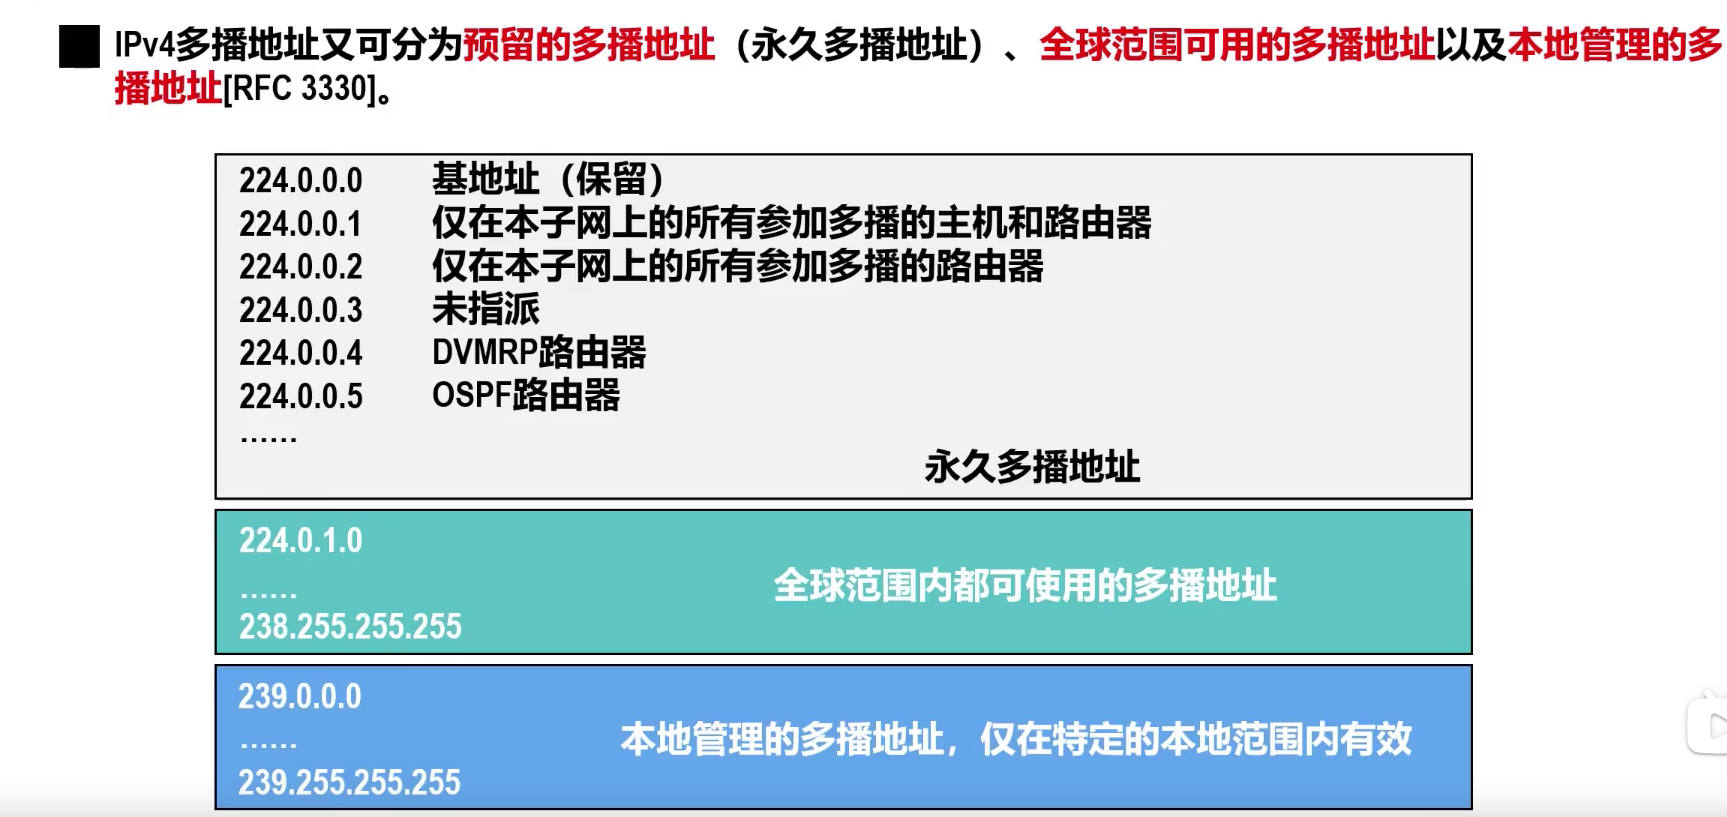 IPv4多播地址又可分为预留的多播地址（永久多播地址）、全球范围可用的多播地址以及本地管理的多
播地址[RFC 3330]。
224.0.0.0 基地址（保留）
224.0.0.1 仅在本子网上的所有参加多播的主机和路由器
224.0.0.2 仅在本子网上的所有参加多播的路由器
224.0.0.3 未指派
224.0.0.4 DVMRP路由器
224.0.0.5 OSPF路由器
……
永久多播地址
224.0.1.0
……
238.255.255.255
全球范围内都可使用的多播地址
239.0.0.0
……
239.255.255.255
本地管理的多播地址，仅在特定的本地范围内有效